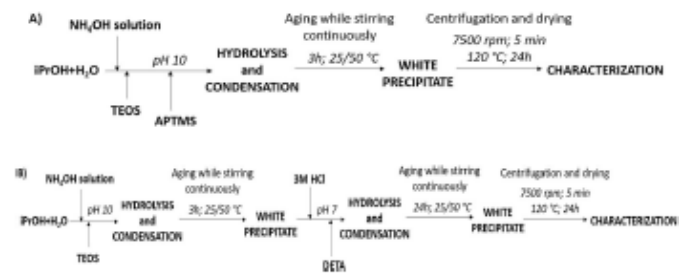 A)
NH₄OH solution
iPrOH+H₂O
pH 10
TEOS
APTMS
HYDROLYSIS
and
CONDENSATION
Aging while stirring
continuously
3h; 25/50 °C
WHITE
PRECIPITATE
Centrifugation and drying
7500 rpm; 5 min
120 °C; 24h
CHARACTERIZATION
B)
NH₄OH solution
iPrOH+H₂O
pH 10
TEOS
HYDROLYSIS
and
CONDENSATION
Aging while stirring
continuously
3h; 25/50 °C
WHITE
PRECIPITATE
3M HCl
pH 7
DETA
HYDROLYSIS
and
CONDENSATION
Aging while stirring
continuously
24h; 25/50 °C
WHITE
PRECIPITATE
Centrifugation and drying
7500 rpm; 5 min
120 °C; 24h
CHARACTERIZATION